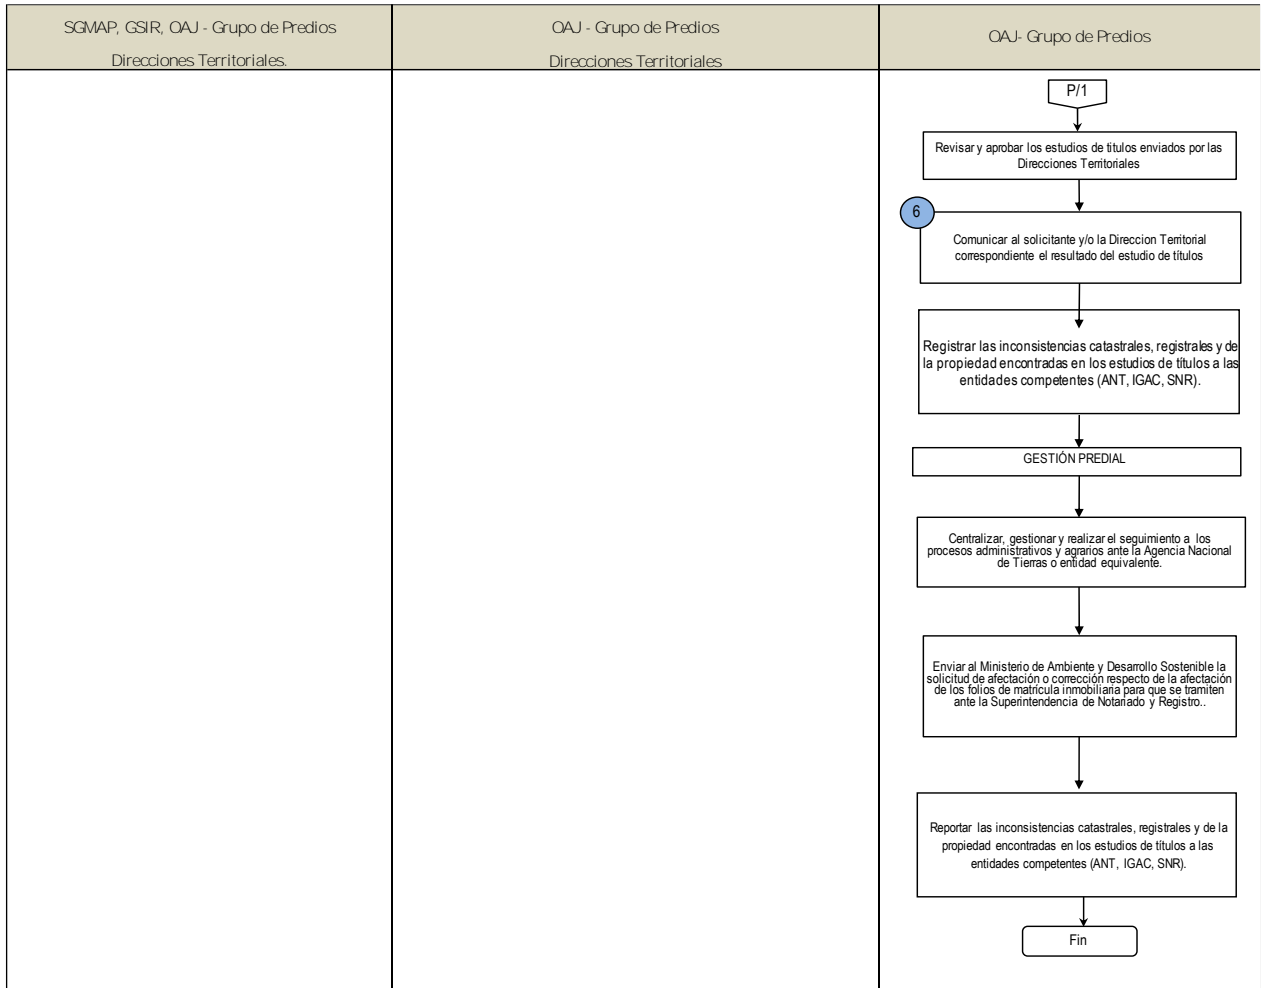 SGMAP, GSIR, OAJ - Grupo de Predios
Direcciones Territoriales.
OAJ - Grupo de Predios
Direcciones Territoriales
OAJ- Grupo de Predios
P/1
Revisar y aprobar los estudios de titulos enviados por las
Direcciones Territoriales
6
Comunicar al solicitante y/o la Direccion Territorial
correspondiente el resultado del estudio de títulos
Registrar las inconsistencias catastrales, registrales y de
la propiedad encontradas en los estudios de títulos a las
entidades competentes (ANT, IGAC, SNR).
GESTIÓN PREDIAL
Centralizar, gestionar y realizar el seguimiento a los
procesos administrativos y agrarios ante la Agencia Nacional
de Tierras o entidad equivalente.
Enviar al Ministerio de Ambiente y Desarrollo Sostenible la
solicitud de afectación o corrección respecto de la afectación
de los folios de matrícula inmobiliaria para que se tramiten
ante la Superintendencia de Notariado y Registro..
Reportar las inconsistencias catastrales, registrales y de la
propiedad encontradas en los estudios de títulos a las
entidades competentes (ANT, IGAC, SNR).
Fin